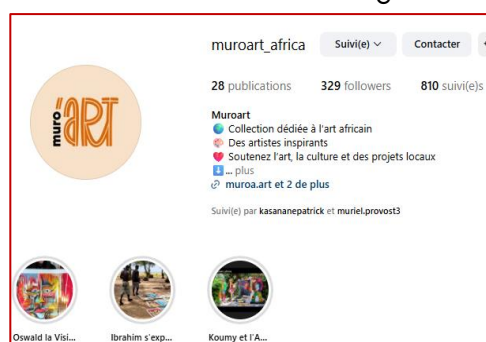 muro'ART
muroart_africa Suivi(e) Contacter
28 publications 329 followers 810 suivi(e)s
Muroart
Collection dédiée à l'art africain
Des artistes inspirants
Soutenez l'art, la culture et des projets locaux
... plus
muroa.art et 2 de plus
Suivi(e) par kasananepatrick et muriel.provost3
Oswald la Visi... Ibrahim s'exp... Koumy et l'A...